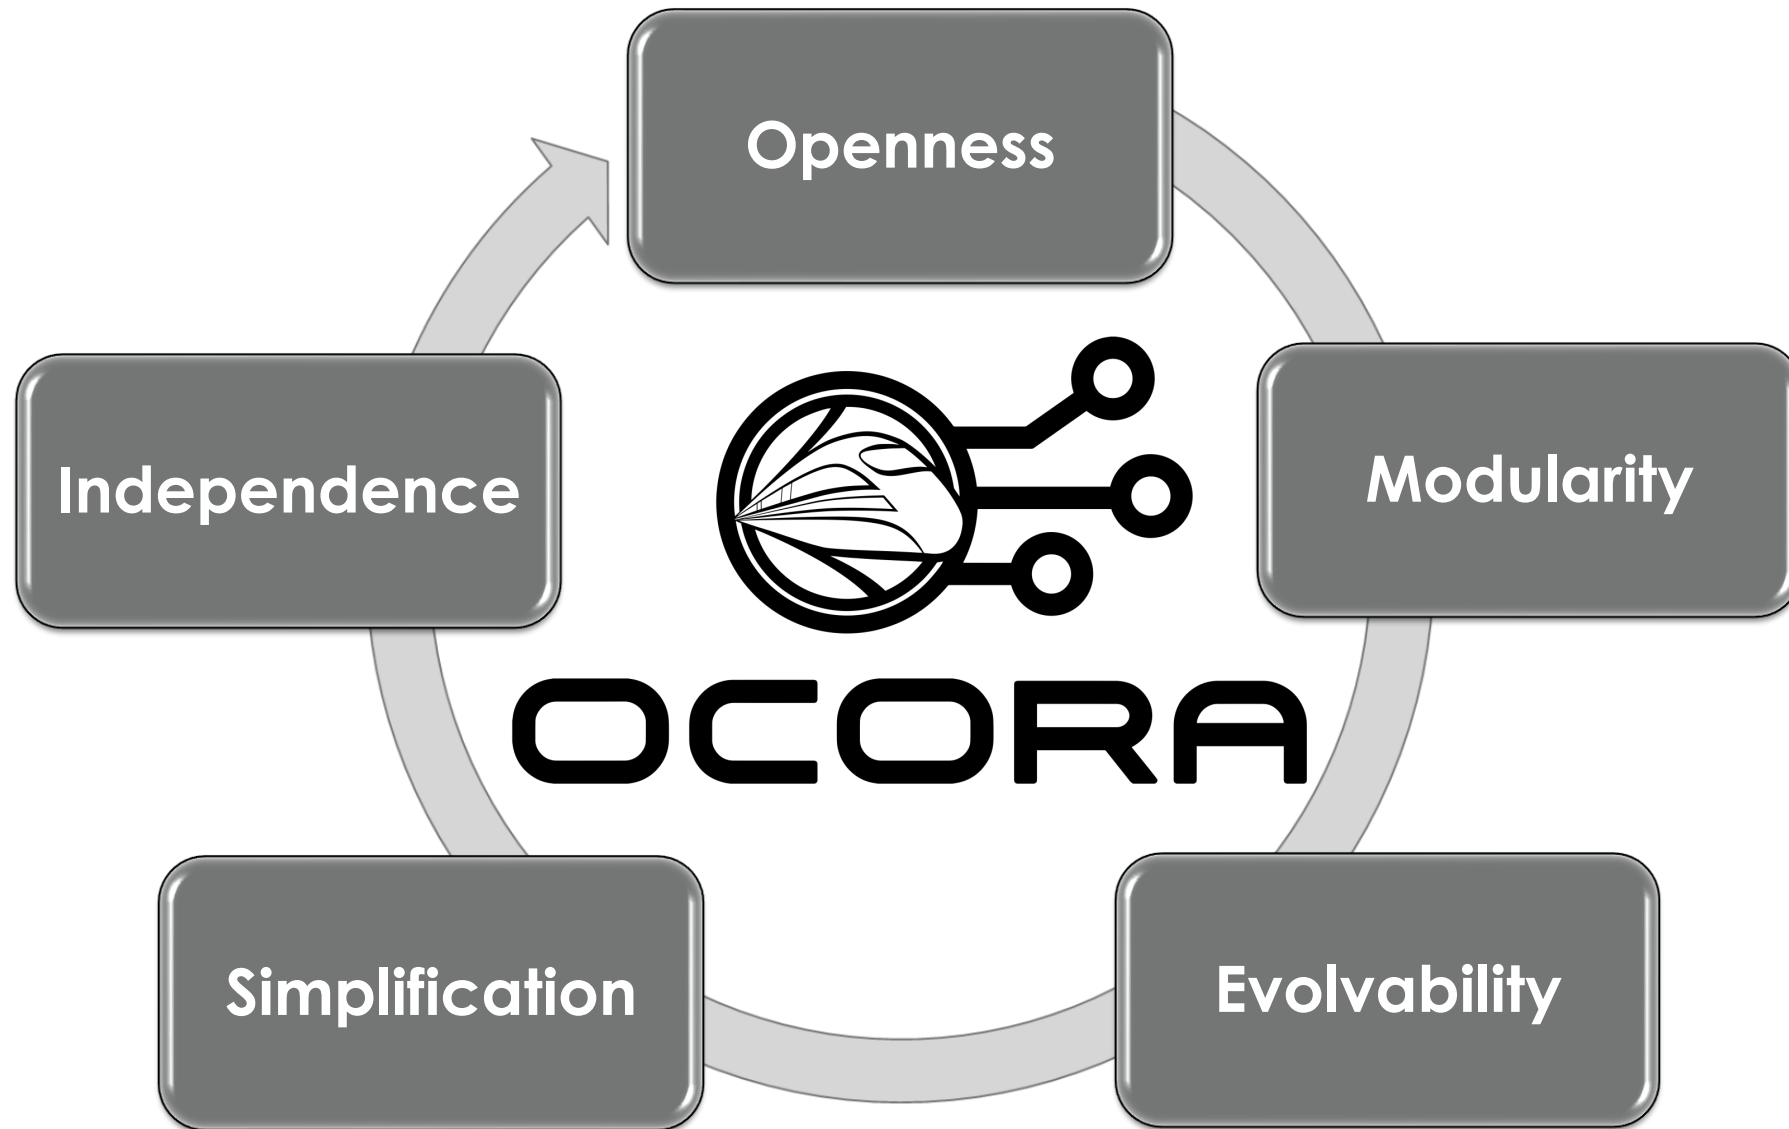 Openness
Independence
Modularity
OCORA
Simplification
Evolvability